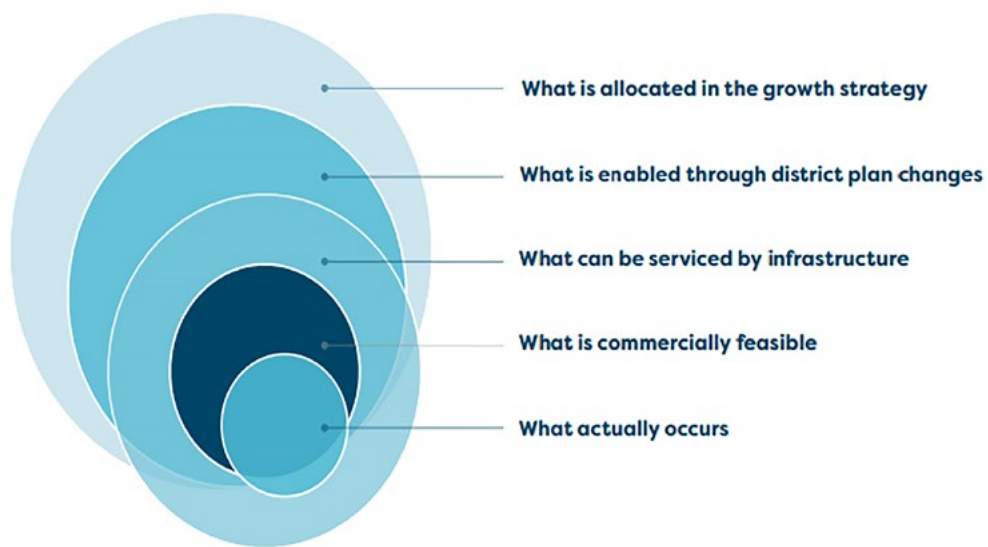 What is allocated in the growth strategy
What is enabled through district plan changes
What can be serviced by infrastructure
What is commercially feasible
What actually occurs